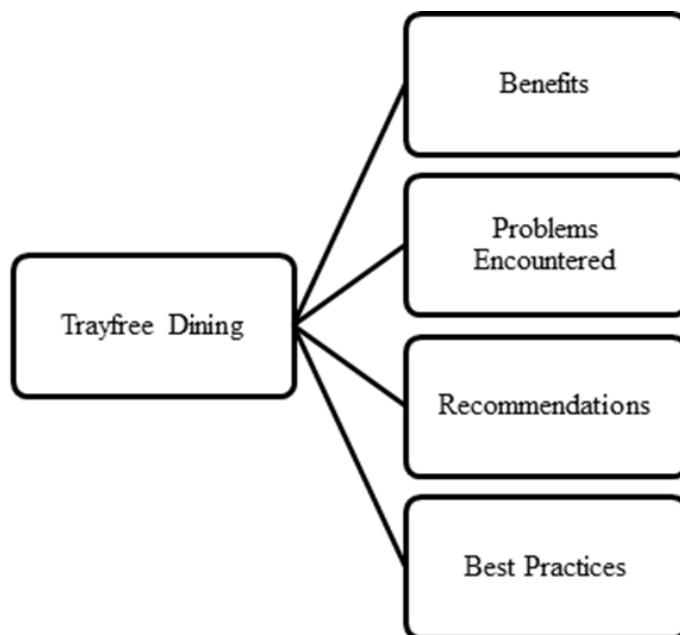 Benefits
Problems
Encountered
Trayfree Dining
Recommendations
Best Practices